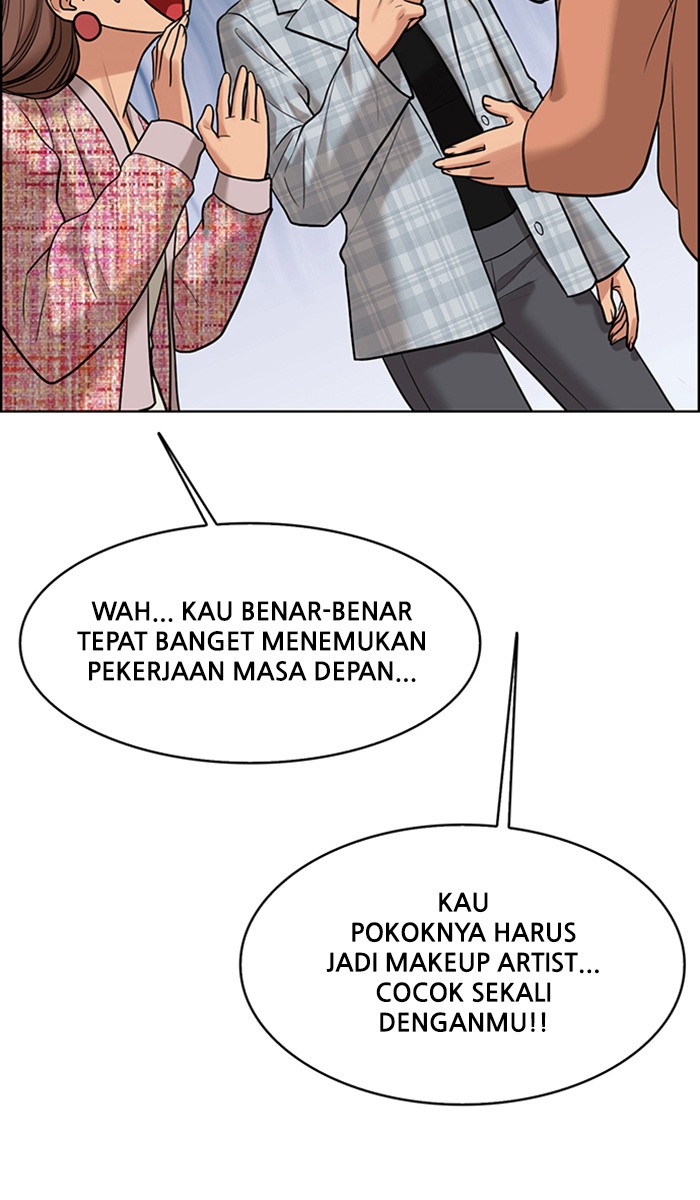 WAH... KAU BENAR-BENAR
TEPAT BANGET MENEMUKAN
PEKERJAAN MASA DEPAN...
KAU
POKOKNYA HARUS
JADI MAKEUP ARTIST...
COCOK SEKALI
DENGANMU!!